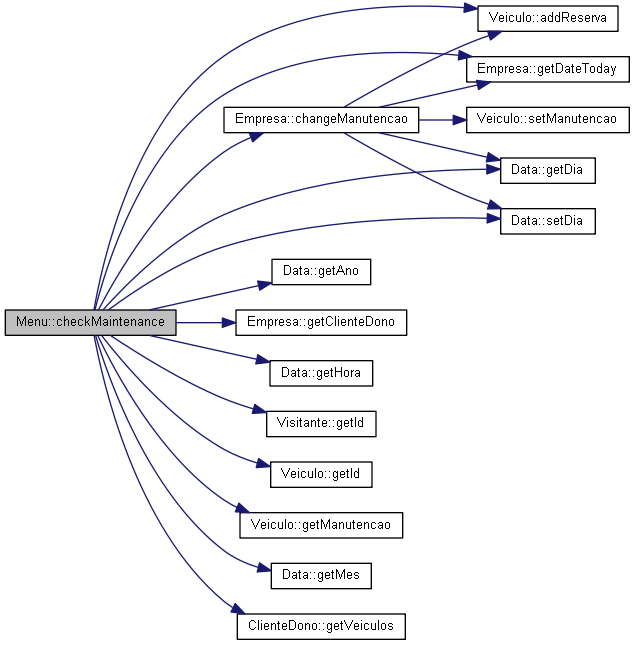 Veiculo::addReserva
Empresa::getDateToday
Empresa::changeManutencao
Veiculo::setManutencao
Data::getDia
Data::setDia
Data::getAno
Menu::checkMaintenance
Empresa::getClienteDono
Data::getHora
Visitante::getId
Veiculo::getId
Veiculo::getManutencao
Data::getMes
ClienteDono::getVeiculos